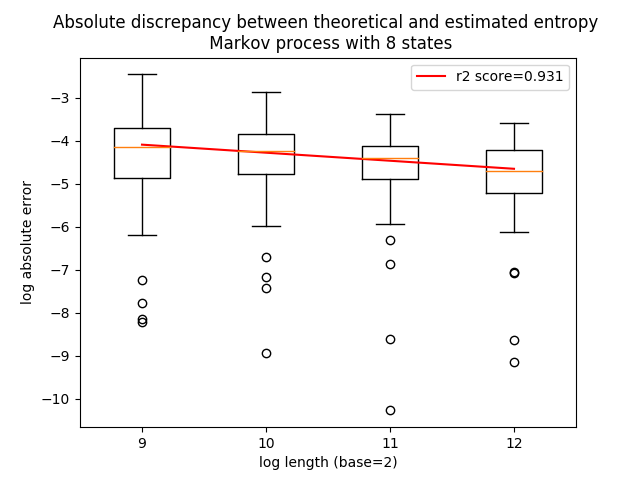 Absolute discrepancy between theoretical and estimated entropy
Markov process with 8 states
r2 score=0.931
log absolute error
−3
−4
−5
−6
−7
−8
−9
−10
9 10 11 12
log length (base=2)